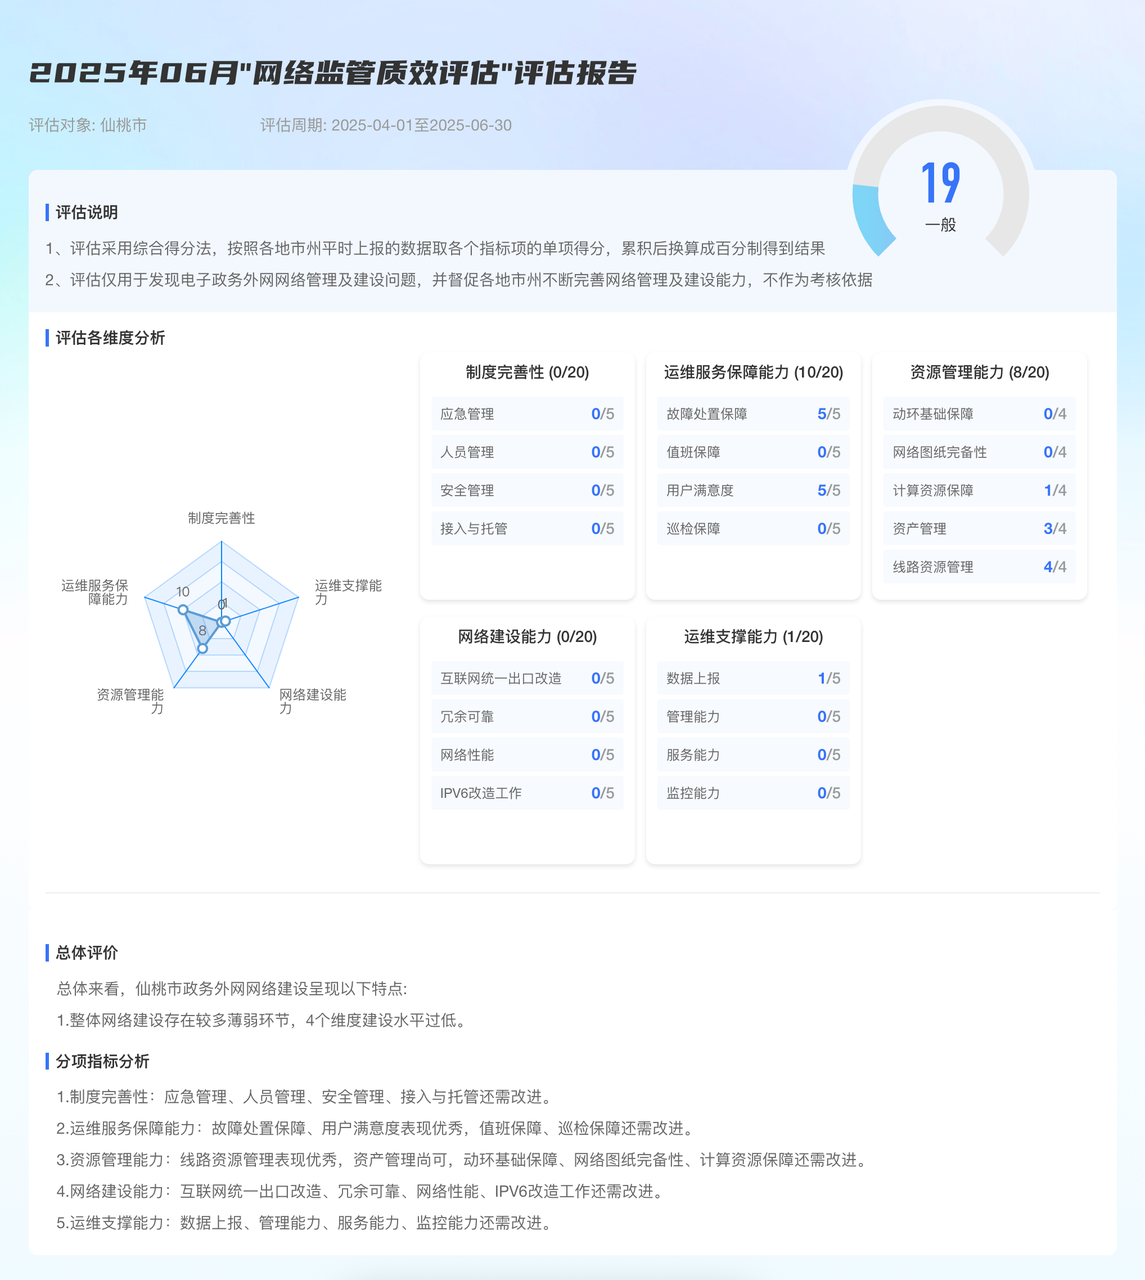 2025年06月"网络监管质效评估"评估报告
评估对象: 仙桃市
评估周期: 2025-04-01至2025-06-30
19
一般
评估说明
1、评估采用综合得分法，按照各地市州平时上报的数据取各个指标项的单项得分，累积后换算成百分制得到结果
2、评估仅用于发现电子政务外网网络管理及建设问题，并督促各地市州不断完善网络管理及建设能力，不作为考核依据
评估各维度分析
制度完善性
运维服务保
障能力
运维支撑能
力
10
0
1
8
资源管理能
力
网络建设能
力
制度完善性 (0/20)
应急管理 0/5
人员管理 0/5
安全管理 0/5
接入与托管 0/5
运维服务保障能力 (10/20)
故障处置保障 5/5
值班保障 0/5
用户满意度 5/5
巡检保障 0/5
资源管理能力 (8/20)
动环基础保障 0/4
网络图纸完备性 0/4
计算资源保障 1/4
资产管理 3/4
线路资源管理 4/4
网络建设能力 (0/20)
互联网统一出口改造 0/5
冗余可靠 0/5
网络性能 0/5
IPV6改造工作 0/5
运维支撑能力 (1/20)
数据上报 1/5
管理能力 0/5
服务能力 0/5
监控能力 0/5
总体评价
总体来看，仙桃市政务外网网络建设呈现以下特点:
1.整体网络建设存在较多薄弱环节，4个维度建设水平过低。
分项指标分析
1.制度完善性：应急管理、人员管理、安全管理、接入与托管还需改进。
2.运维服务保障能力：故障处置保障、用户满意度表现优秀，值班保障、巡检保障还需改进。
3.资源管理能力：线路资源管理表现优秀，资产管理尚可，动环基础保障、网络图纸完备性、计算资源保障还需改进。
4.网络建设能力：互联网统一出口改造、冗余可靠、网络性能、IPV6改造工作还需改进。
5.运维支撑能力：数据上报、管理能力、服务能力、监控能力还需改进。